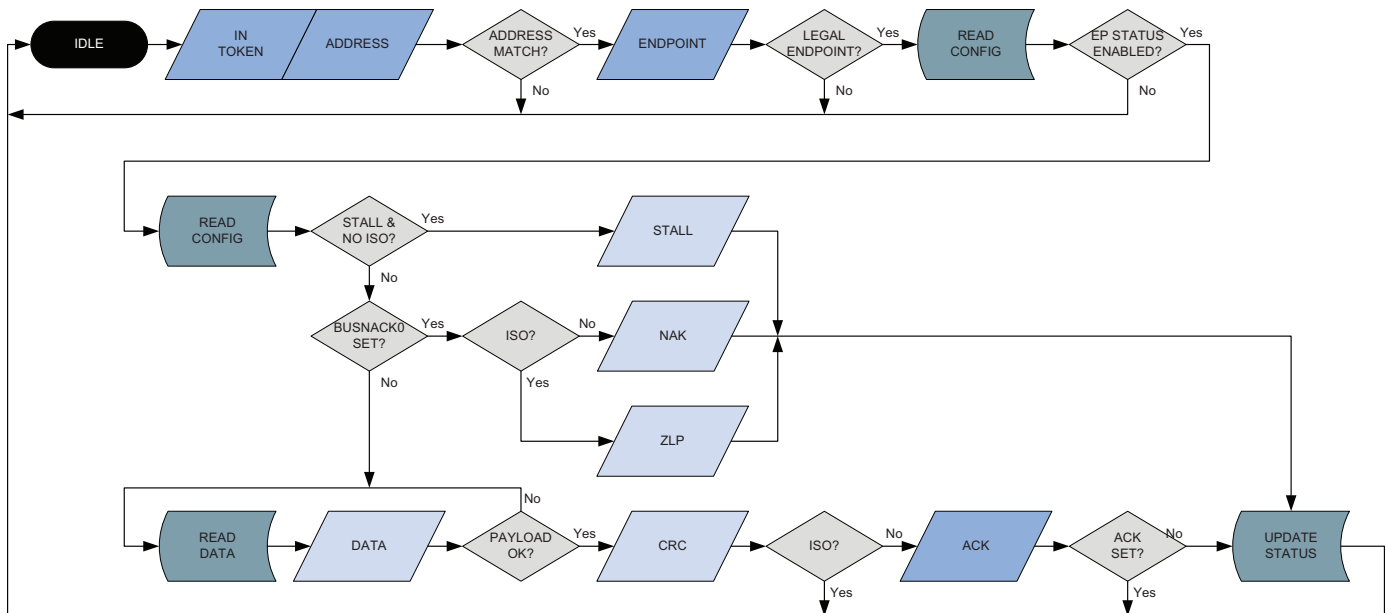 IDLE
IN
TOKEN
ADDRESS
ADDRESS
MATCH?
Yes
No
ENDPOINT
LEGAL
ENDPOINT?
Yes
No
READ
CONFIG
EP STATUS
ENABLED?
Yes
No
READ
CONFIG
STALL &
NO ISO?
Yes
No
STALL
BUSNACK0
SET?
Yes
No
ISO?
No
Yes
NAK
ZLP
READ
DATA
DATA
PAYLOAD
OK?
No
Yes
CRC
ISO?
No
Yes
ACK
ACK
SET?
No
Yes
UPDATE
STATUS